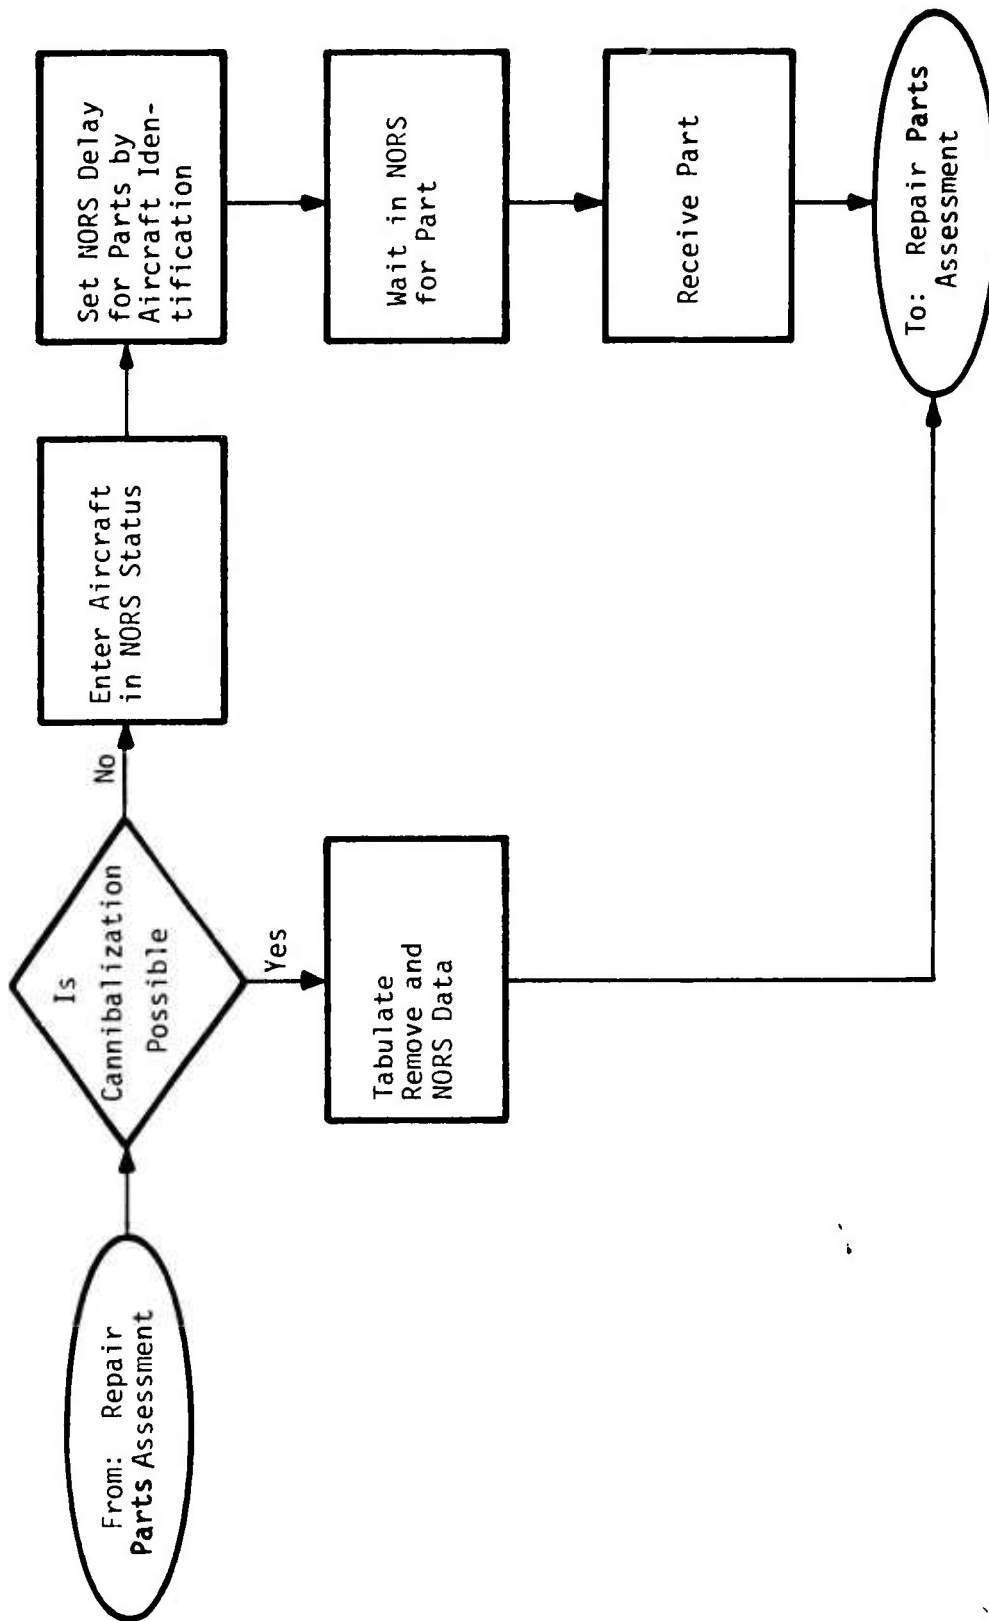 From: Repair
Parts Assessment
Is
Cannibalization
Possible
No
Yes
Enter Aircraft
in NORS Status
Set NORS Delay
for Parts by
Aircraft Iden-
tification
Tabulate
Remove and
NORS Data
Wait in NORS
for Part
Receive Part
To: Repair Parts
Assessment